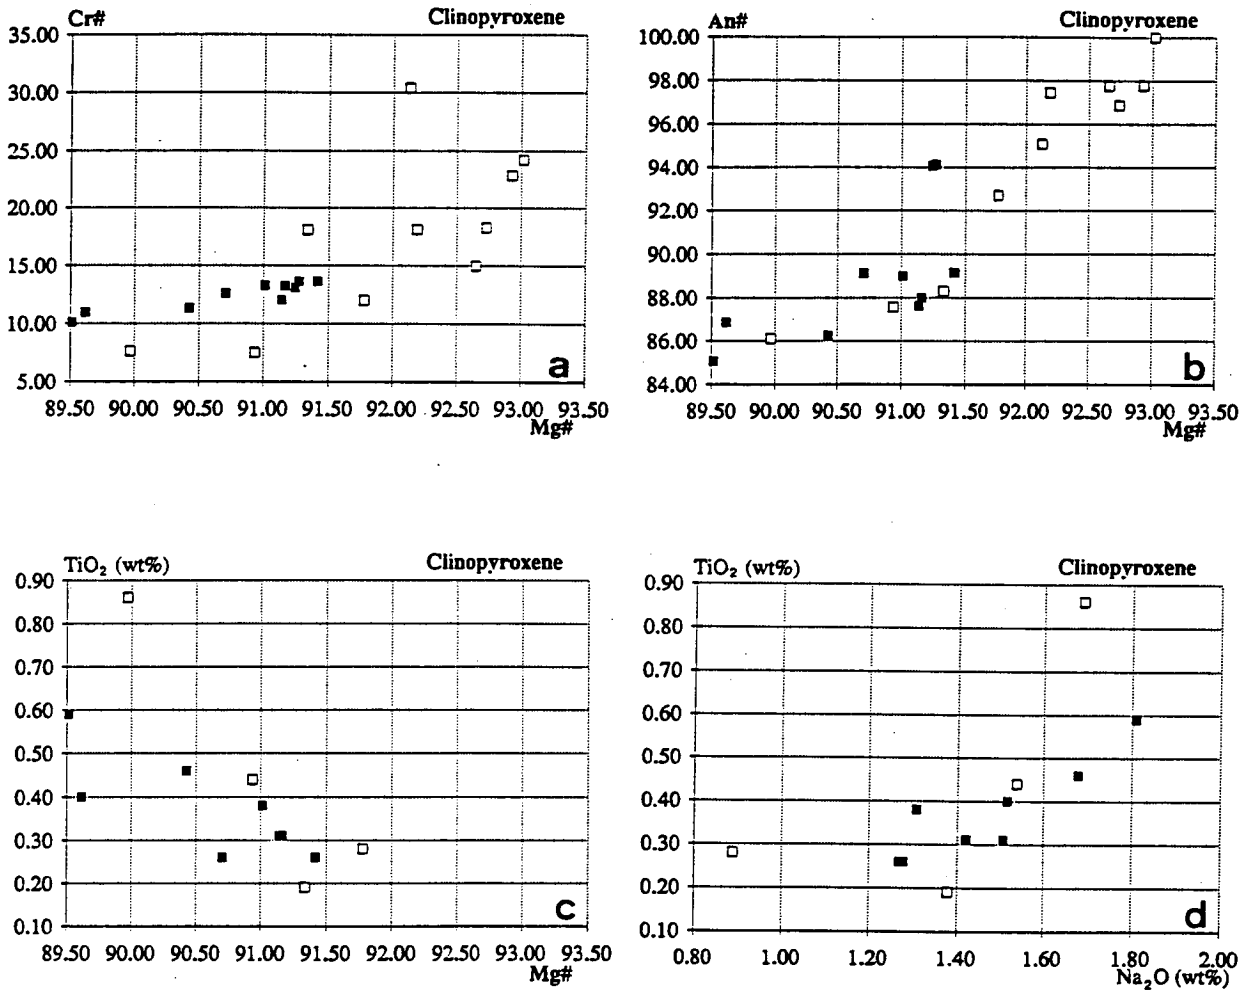 Cr# Clinopyroxene
35.00
30.00
25.00
20.00
15.00
10.00
5.00
a
89.50 90.00 90.50 91.00 91.50 92.00 92.50 93.00 93.50
Mg#
An# Clinopyroxene
100.00
98.00
96.00
94.00
92.00
90.00
88.00
86.00
84.00
b
89.50 90.00 90.50 91.00 91.50 92.00 92.50 93.00 93.50
Mg#
TiO₂ (wt%) Clinopyroxene
0.90
0.80
0.70
0.60
0.50
0.40
0.30
0.20
0.10
c
89.50 90.00 90.50 91.00 91.50 92.00 92.50 93.00 93.50
Mg#
TiO₂ (wt%) Clinopyroxene
0.90
0.80
0.70
0.60
0.50
0.40
0.30
0.20
0.10
d
0.80 1.00 1.20 1.40 1.60 1.80 2.00
Na₂O (wt%)